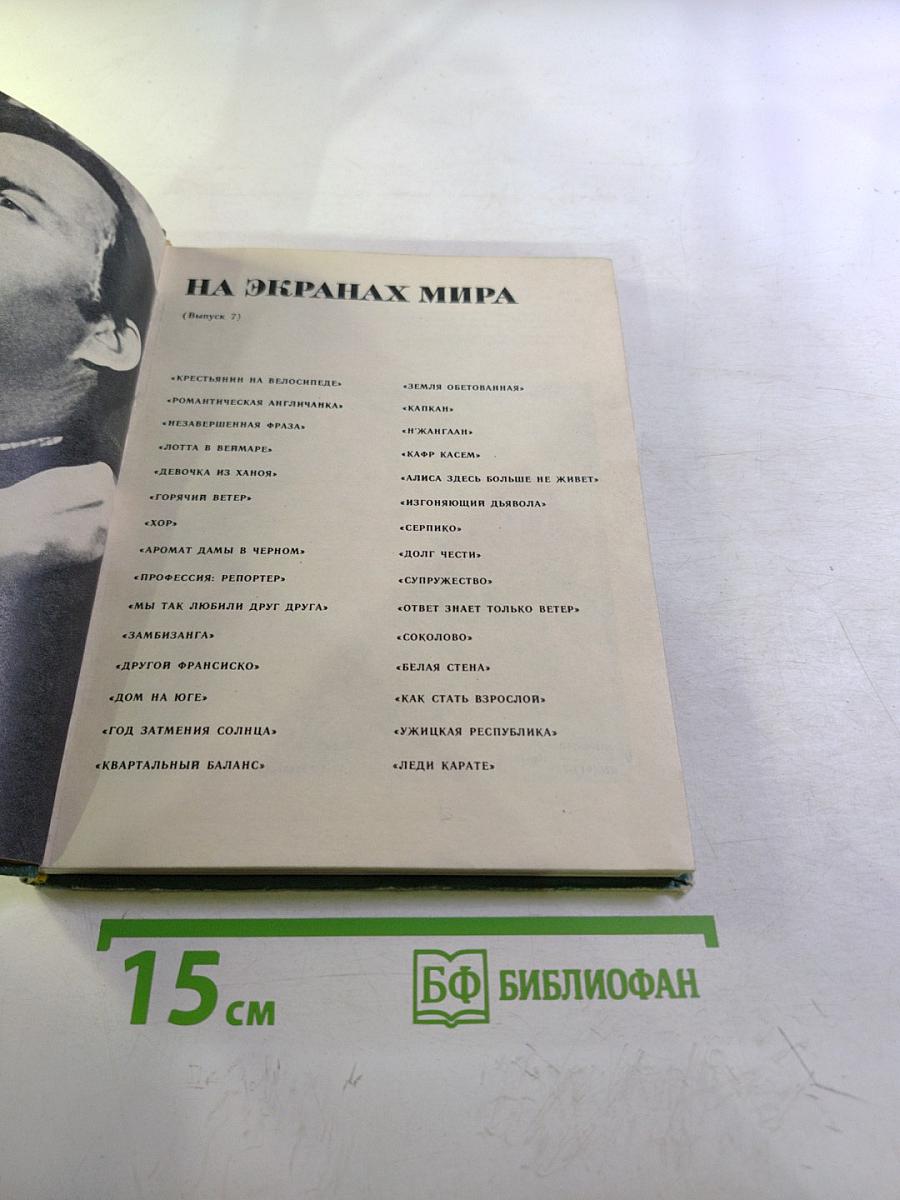 НА ЭКРАНАХ МИРА
(Выпуск 7)
«КРЕСТЬЯНИН НА ВЕЛОСИПЕДЕ»
«РОМАНТИЧЕСКАЯ АНГЛИЧАНКА»
«НЕЗАВЕРШЕННАЯ ФРАЗА»
«ЛОТТА В ВЕЙМАРЕ»
«ДЕВОЧКА ИЗ ХАНОЯ»
«ГОРЯЧИЙ ВЕТЕР»
«ХОР»
«АРОМАТ ДАМЫ В ЧЕРНОМ»
«ПРОФЕССИЯ: РЕПОРТЕР»
«МЫ ТАК ЛЮБИЛИ ДРУГ ДРУГА»
«ЗАМБИЗАНГА»
«ДРУГОЙ ФРАНСИСКО»
«ДОМ НА ЮГЕ»
«ГОД ЗАТМЕНИЯ СОЛНЦА»
«КВАРТАЛЬНЫЙ БАЛАНС»
«ЗЕМЛЯ ОБЕТОВАННАЯ»
«КАПКАН»
«Н'ЖАНГААН»
«КАФР КАСЕМ»
«АЛИСА ЗДЕСЬ БОЛЬШЕ НЕ ЖИВЕТ»
«ИЗГОНЯЮЩИЙ ДЬЯВОЛА»
«СЕРПИКО»
«ДОЛГ ЧЕСТИ»
«СУПРУЖЕСТВО»
«ОТВЕТ ЗНАЕТ ТОЛЬКО ВЕТЕР»
«СОКОЛОВО»
«БЕЛАЯ СТЕНА»
«КАК СТАТЬ ВЗРОСЛОЙ»
«УЖИЦКАЯ РЕСПУБЛИКА»
«ЛЕДИ КАРАТЕ»
15 см
БФ БИБЛИОФАН